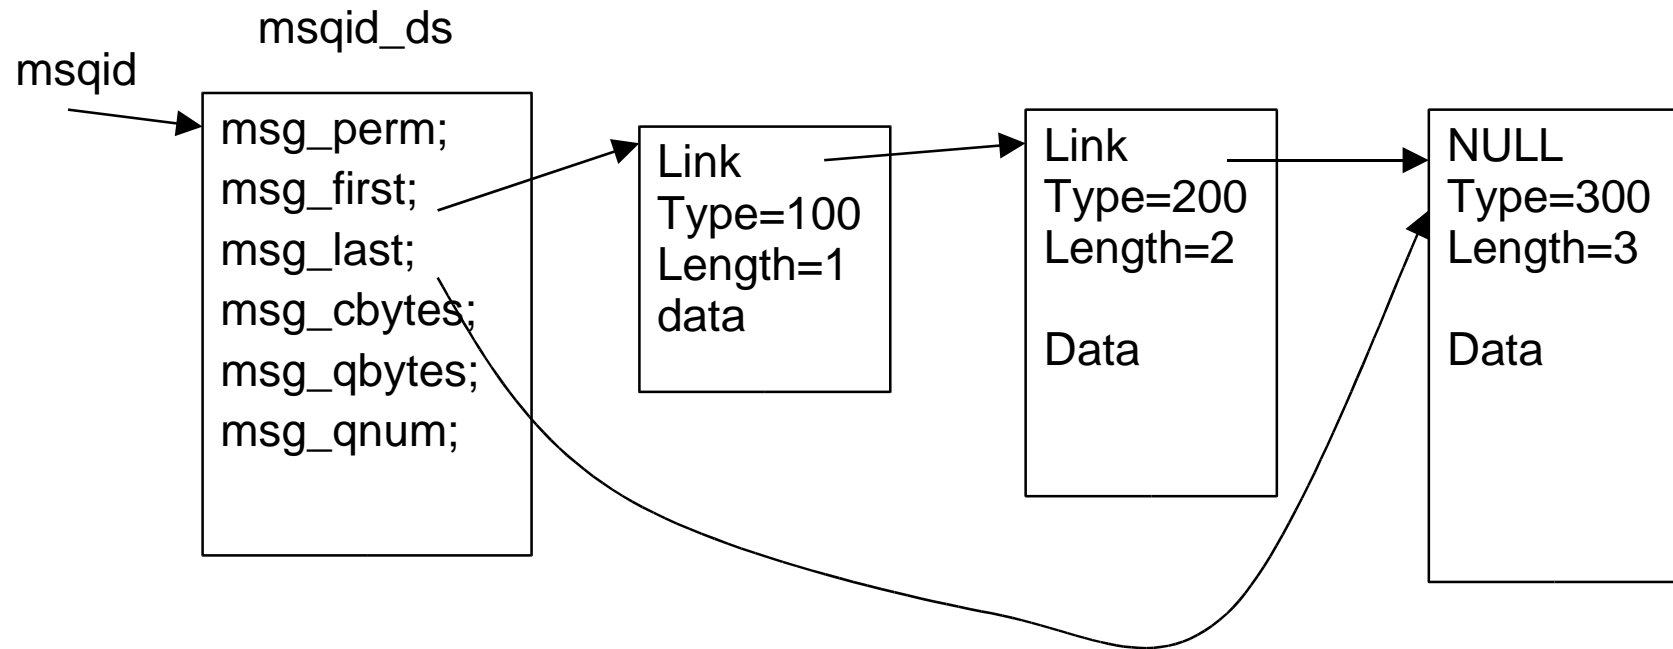 msqid_ds
msqid
msg_perm;
msg_first;
msg_last;
msg_cbytes;
msg_qbytes;
msg_qnum;
Link
Type=100
Length=1
data
Link
Type=200
Length=2
Data
NULL
Type=300
Length=3
Data